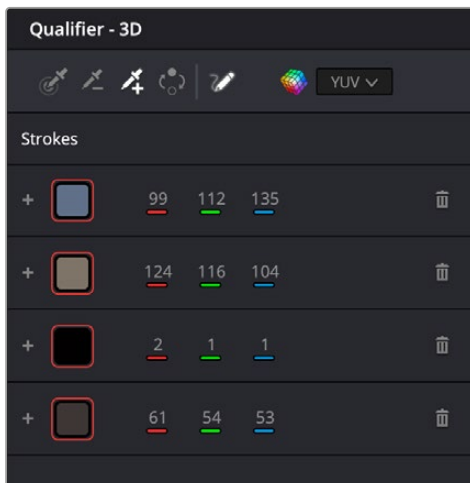 Qualifier - 3D
YUV
Strokes
+ 99 112 135
+ 124 116 104
+ 2 1 1
+ 61 54 53